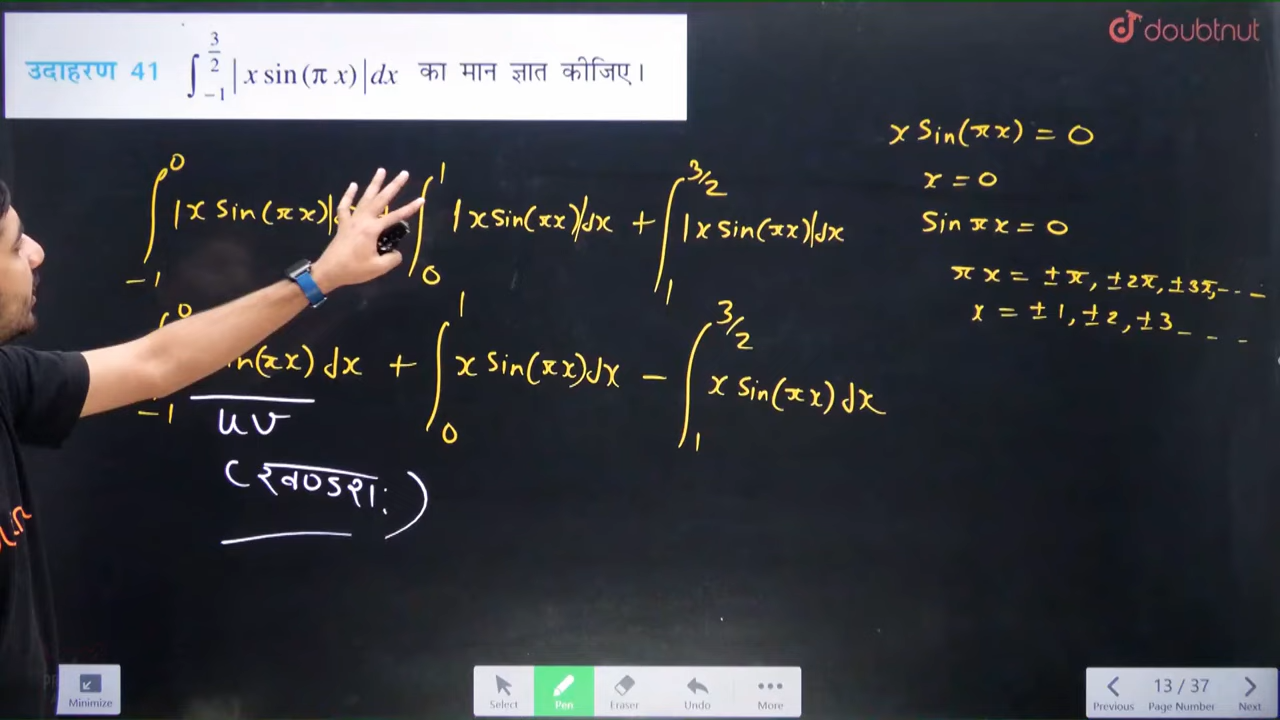 doubtnut
उदाहरण 41 ∫_{-1}^{3/2} |x sin(π x)| dx का मान ज्ञात कीजिए।
∫_{-1}^{0} |x sin(πx)| + ∫_{0}^{1} |x sin(πx)| dx + ∫_{1}^{3/2} |x sin(πx)| dx
in(πx) dx + ∫_{0}^{1} x sin(πx) dx − ∫_{1}^{3/2} x sin(πx) dx
uv
(खण्डशः)
x Sin(πx) = 0
x = 0
Sin πx = 0
πx = ±π, ±2π, ±3π, ----
x = ±1, ±2, ±3 - - - -
Minimize
Select
Pen
Eraser
Undo
More
Previous
13 / 37
Page Number
Next